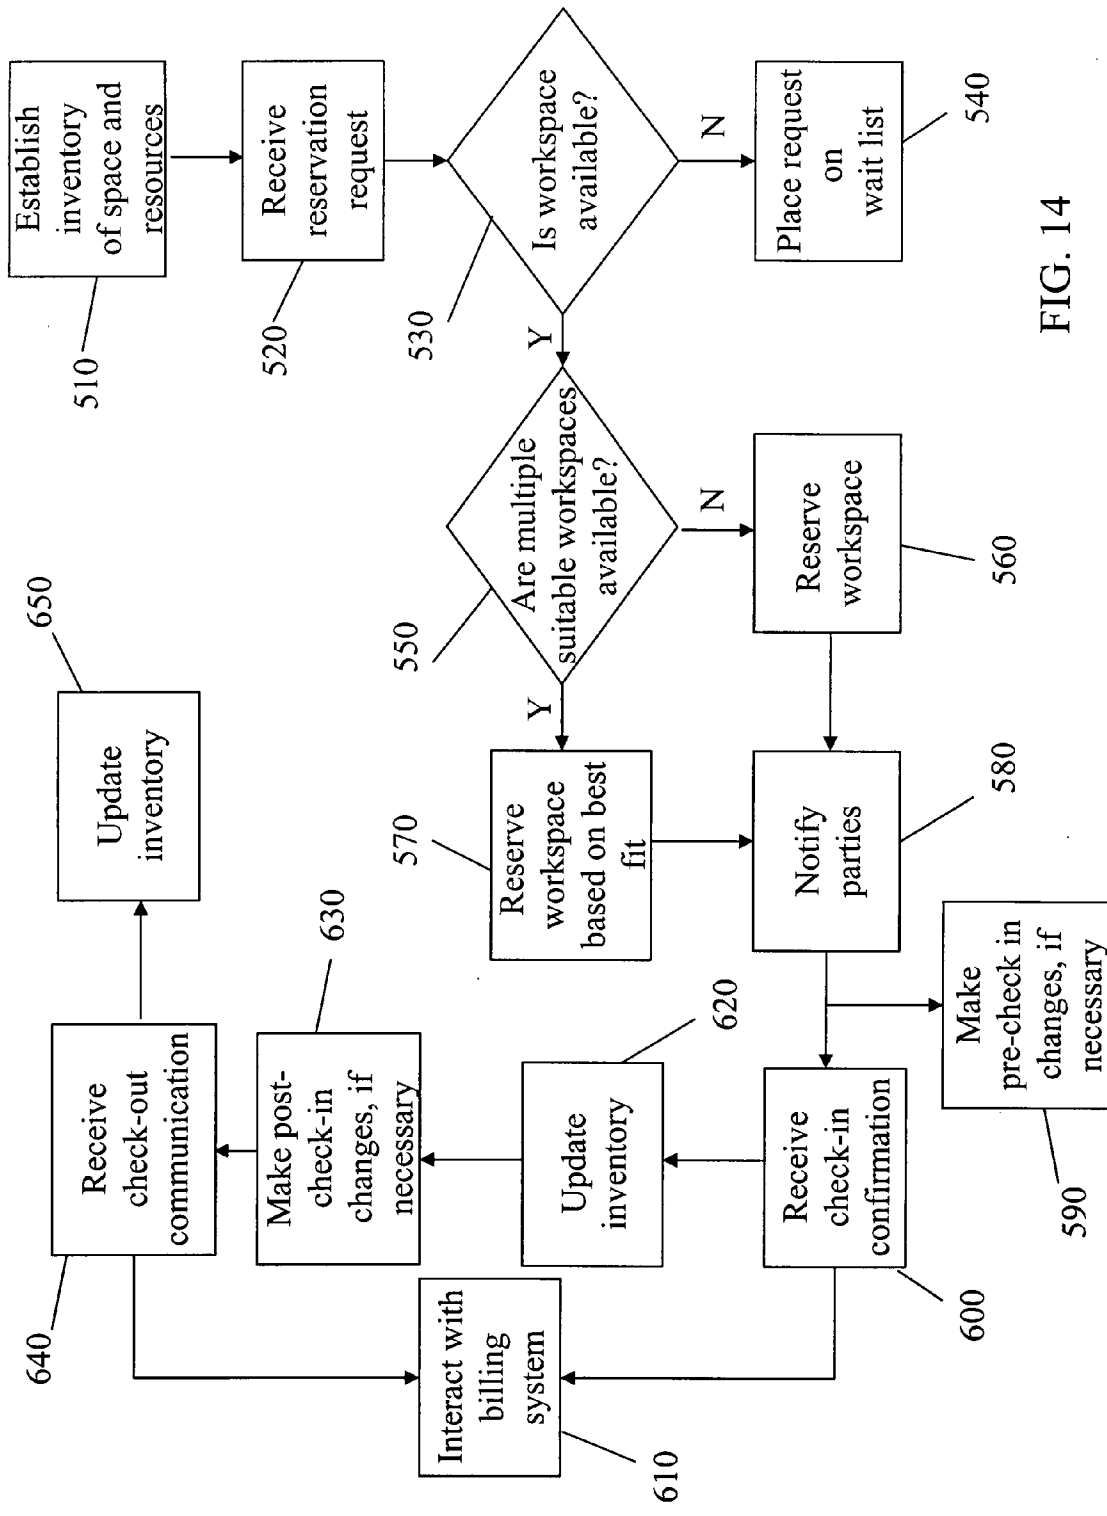 Establish
inventory
of space and
resources
510
Receive
reservation
request
520
Is workspace
available?
530
Y
N
Place request
on
wait list
540
Are multiple
suitable workspaces
available?
550
Y
N
Reserve
workspace
560
Reserve
workspace
based on best
fit
570
Notify
parties
580
Make
pre-check in
changes, if
necessary
590
Receive
check-in
confirmation
600
Interact with
billing
system
610
Update
inventory
620
Make post-
check-in
changes, if
necessary
630
Receive
check-out
communication
640
Update
inventory
650
FIG. 14